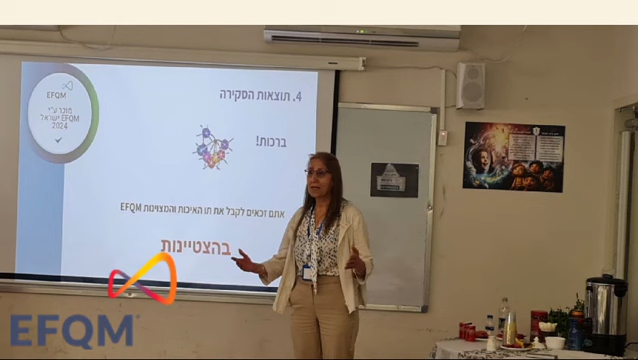 4. תוצאות הסקירה
EFQM
מוכר ע"י
EFQM ישראל
2024
ברכות!
אתם זכאים לקבל את תו האיכות והמצוינות EFQM
בהצטיינות
EFQM